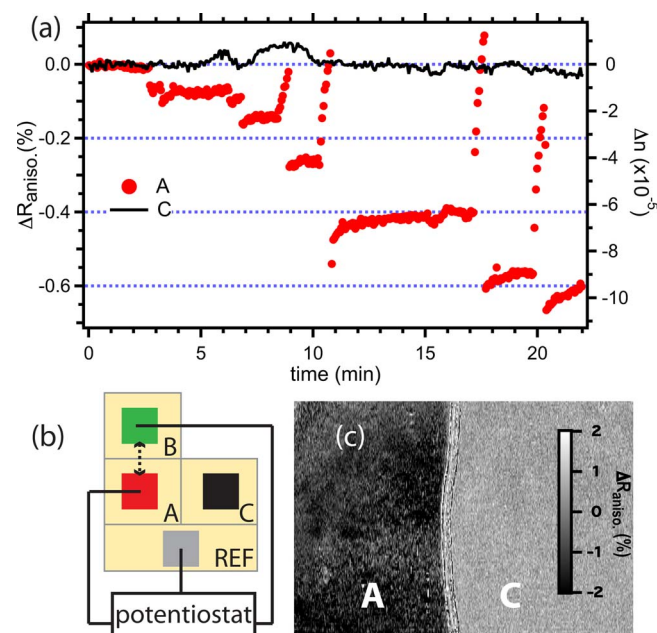 (a)
0.0
-0.2
-0.4
-0.6
ΔRaniso.(%)
A
C
0
-2
-4
-6
-8
-10
Δn (x10-5)
0 5 10 15 20
time (min)
(b)
B
A
C
REF
potentiostat
(c)
A
C
2
1
0
-1
-2
ΔRaniso. (%)